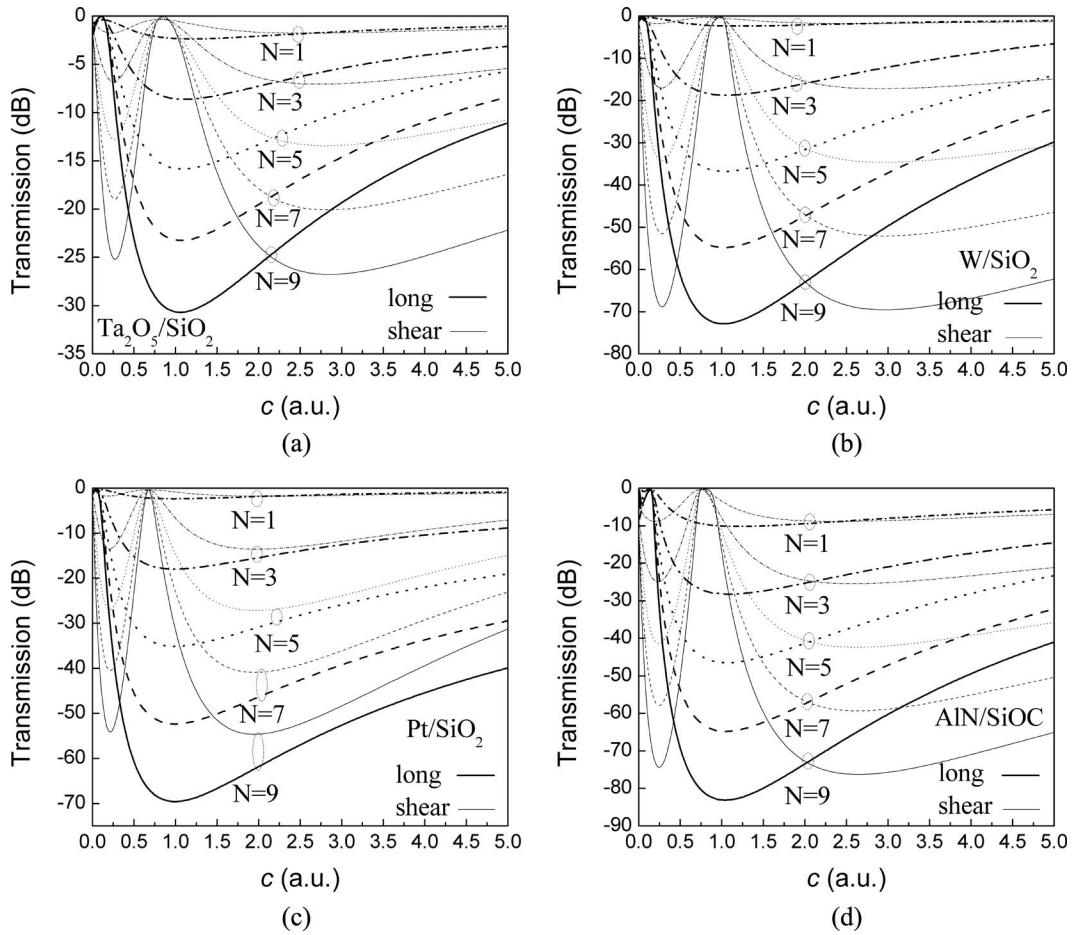 0
-5
-10
-15
-20
-25
-30
-35
Transmission (dB)
N=1
N=3
N=5
N=7
N=9
long
shear
Ta₂O₅/SiO₂
0.0 0.5 1.0 1.5 2.0 2.5 3.0 3.5 4.0 4.5 5.0
c (a.u.)
(a)
0
-10
-20
-30
-40
-50
-60
-70
-80
Transmission (dB)
N=1
N=3
N=5
N=7
W/SiO₂
N=9
long
shear
0.0 0.5 1.0 1.5 2.0 2.5 3.0 3.5 4.0 4.5 5.0
c (a.u.)
(b)
0
-10
-20
-30
-40
-50
-60
-70
Transmission (dB)
N=1
N=3
N=5
N=7
Pt/SiO₂
N=9
long
shear
0.0 0.5 1.0 1.5 2.0 2.5 3.0 3.5 4.0 4.5 5.0
c (a.u.)
(c)
0
-10
-20
-30
-40
-50
-60
-70
-80
-90
Transmission (dB)
N=1
N=3
N=5
N=7
AlN/SiOC
N=9
long
shear
0.0 0.5 1.0 1.5 2.0 2.5 3.0 3.5 4.0 4.5 5.0
c (a.u.)
(d)